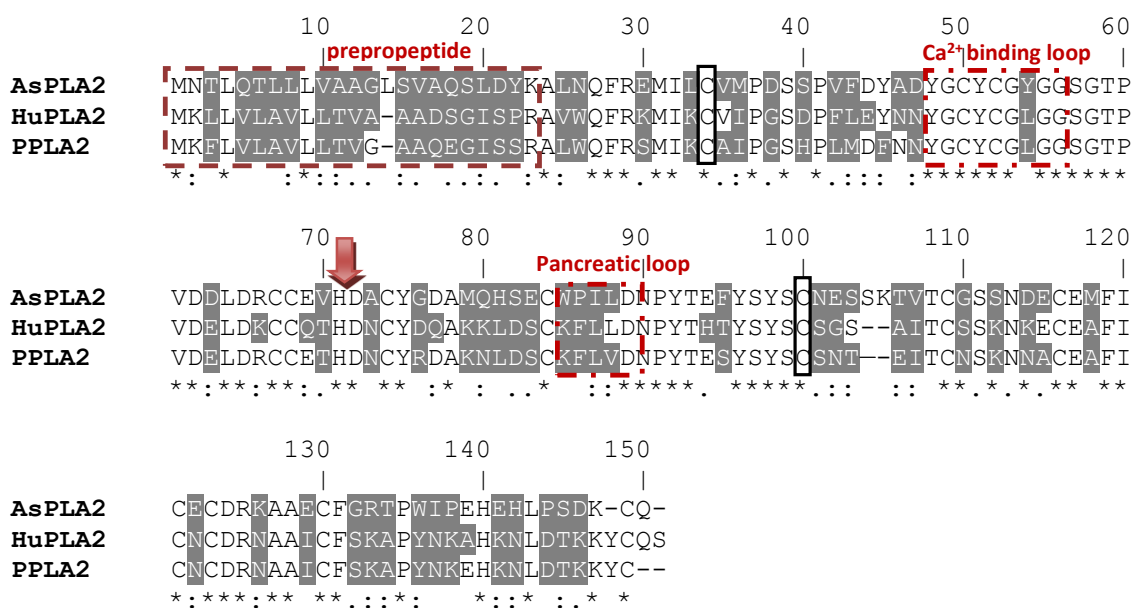 10 20 30 40 50 60
prepropeptide Ca²⁺ binding loop
AsPLA2 MNTLQTLLLVAAGLSVAQSLDYKALNQFREMILCVMPDSSPVFDYADYGCYCGYGGSGTP
HuPLA2 MKLLVLAVLLTVA-AADSGISPRAVWQFRKMIKCVIPGSDPFLEYNNYGCYCGLGGSGTP
PPLA2 MKFLVLAVLLTVG-AAQEGISSRALWQFRSMIKCAIPGSHPLMDFNNYGCYCGLGGSGTP
70 80 90 100 110 120
Pancreatic loop
AsPLA2 VDDLDRCCEVHDACYGDAMQHSECWPILDNPYTEFYSYSCNESSKTVTCGSSNDECEMFI
HuPLA2 VDELDKCCQTHDNCYDQAKKLDSCKFLLDNPYTHTYSYSCSGS--AITCSSKNKECEAFI
PPLA2 VDELDRCCETHDNCYRDAKNLDSCKFLVDNPYTESYSYSCSNT--EITCNSKNNACEAFI
130 140 150
AsPLA2 CECDRKAAECFGRTPWIPEHEHLPSDK-CQ-
HuPLA2 CNCDRNAAICFSKAPYNKAHKNLDTKKYCQS
PPLA2 CNCDRNAAICFSKAPYNKEHKNLDTKKYC--